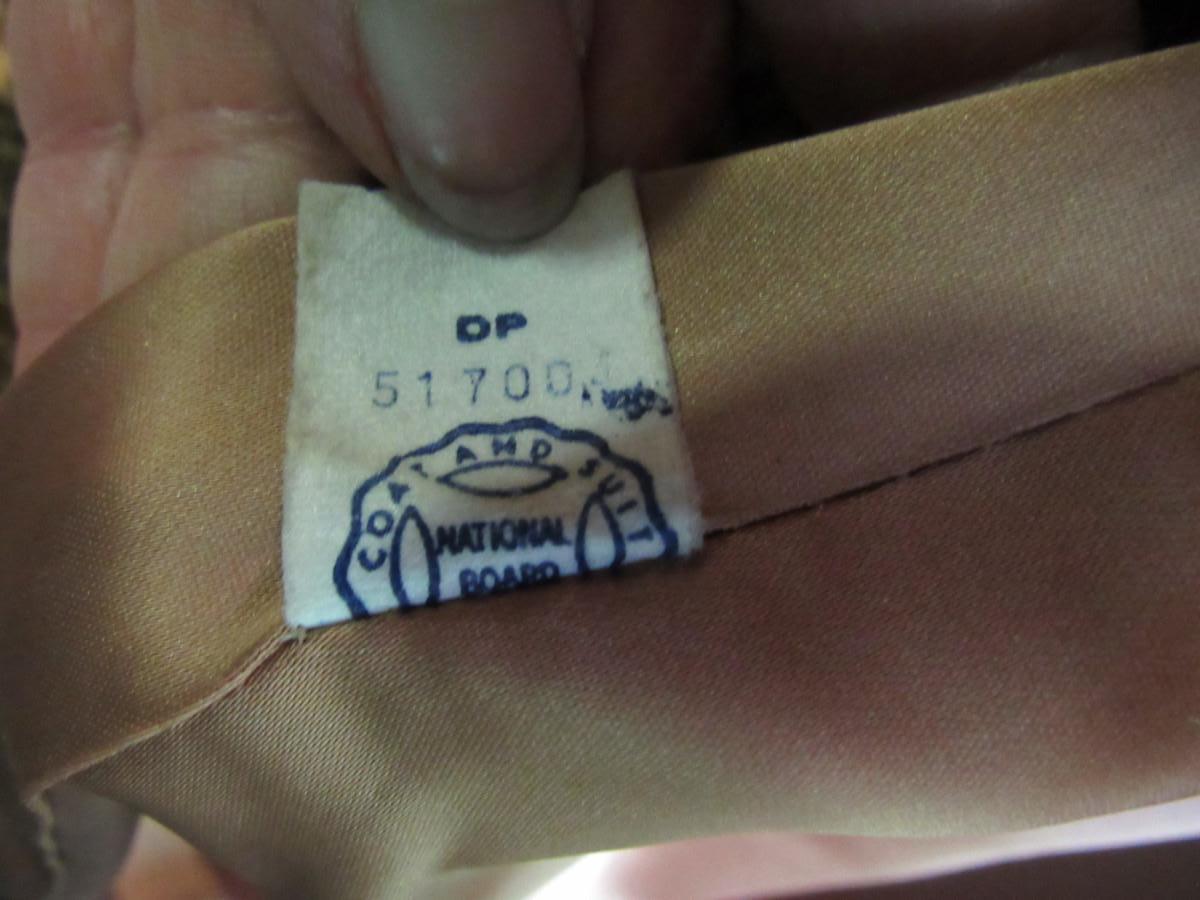 DP
51700
COAT AND SUIT
NATIONAL
BOARD